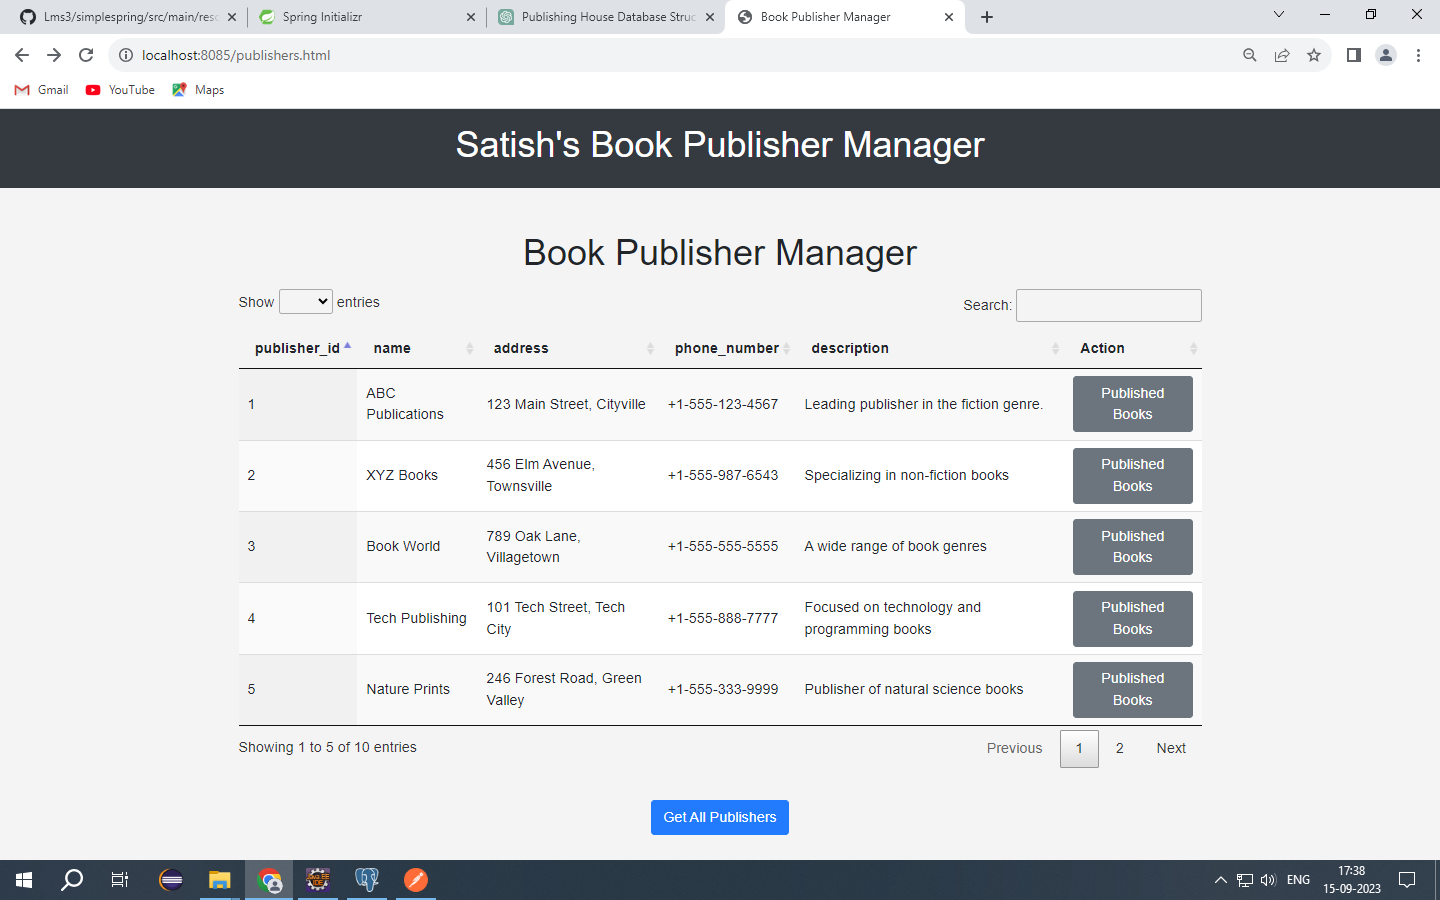 Lms3/simplespring/src/main/reso
Spring Initializr
Publishing House Database Struc
Book Publisher Manager
localhost:8085/publishers.html
Gmail
YouTube
Maps
Satish's Book Publisher Manager
Book Publisher Manager
Show entries
Search:
publisher_id name address phone_number description Action
1 ABC Publications 123 Main Street, Cityville +1-555-123-4567 Leading publisher in the fiction genre. Published Books
2 XYZ Books 456 Elm Avenue, Townsville +1-555-987-6543 Specializing in non-fiction books Published Books
3 Book World 789 Oak Lane, Villagetown +1-555-555-5555 A wide range of book genres Published Books
4 Tech Publishing 101 Tech Street, Tech City +1-555-888-7777 Focused on technology and programming books Published Books
5 Nature Prints 246 Forest Road, Green Valley +1-555-333-9999 Publisher of natural science books Published Books
Showing 1 to 5 of 10 entries
Previous 1 2 Next
Get All Publishers
ENG
17:38
15-09-2023